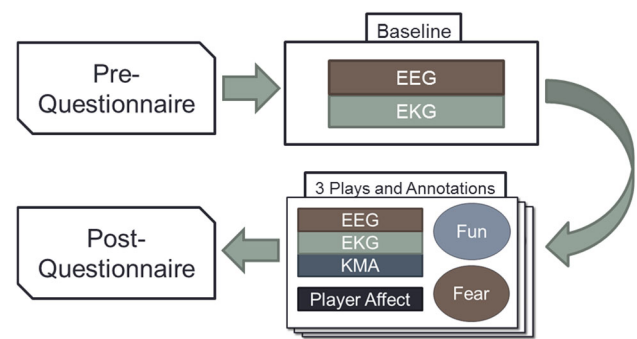 Pre-
Questionnaire
Baseline
EEG
EKG
3 Plays and Annotations
EEG
EKG
KMA
Player Affect
Fun
Fear
Post-
Questionnaire